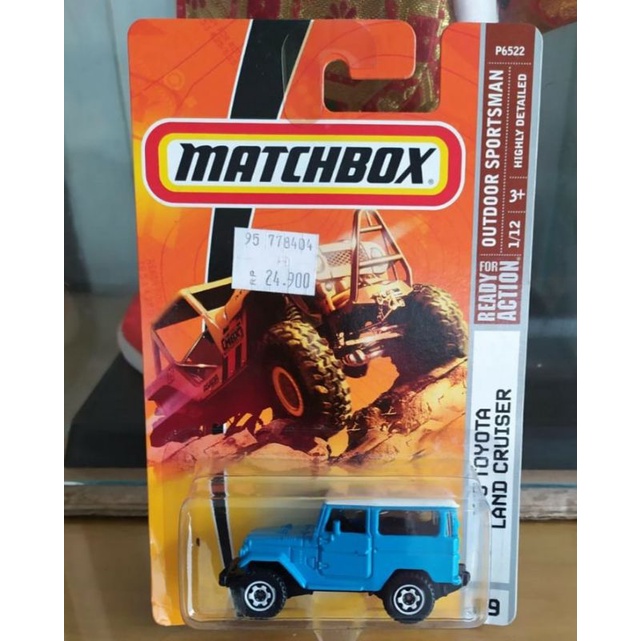 P6522
MATCHBOX
OUTDOOR SPORTSMAN
HIGHLY DETAILED
1/12
3+
READY FOR
ACTION
95 778404
RP 24.900
TOYOTA
LAND CRUISER
9